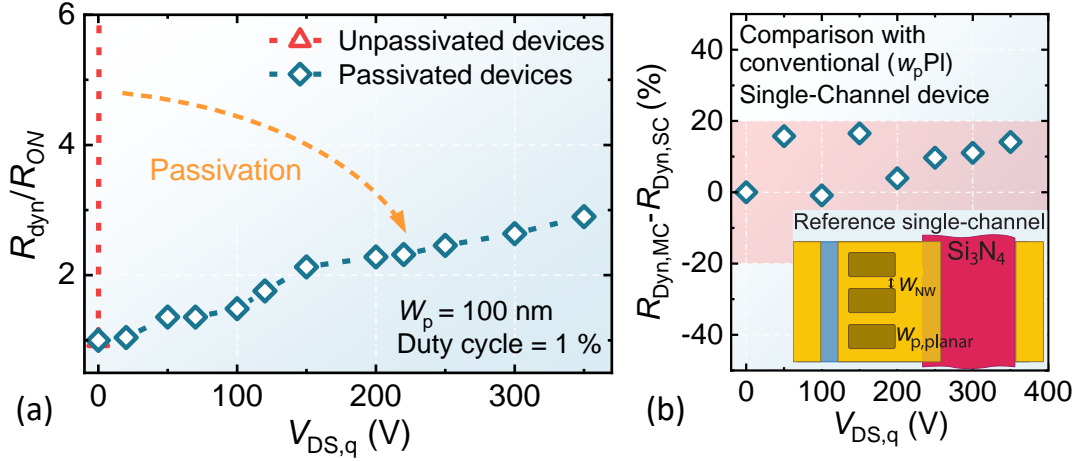 6
4
2
R_dyn/R_ON
Unpassivated devices
Passivated devices
Passivation
W_p = 100 nm
Duty cycle = 1 %
0
100
200
300
V_DS,q (V)
(a)
40
20
0
-20
-40
R_Dyn,MC-R_Dyn,SC (%)
Comparison with
conventional (w_pPl)
Single-Channel device
Reference single-channel
Si₃N₄
w_NW
w_p,planar
0
100
200
300
400
V_DS,q (V)
(b)